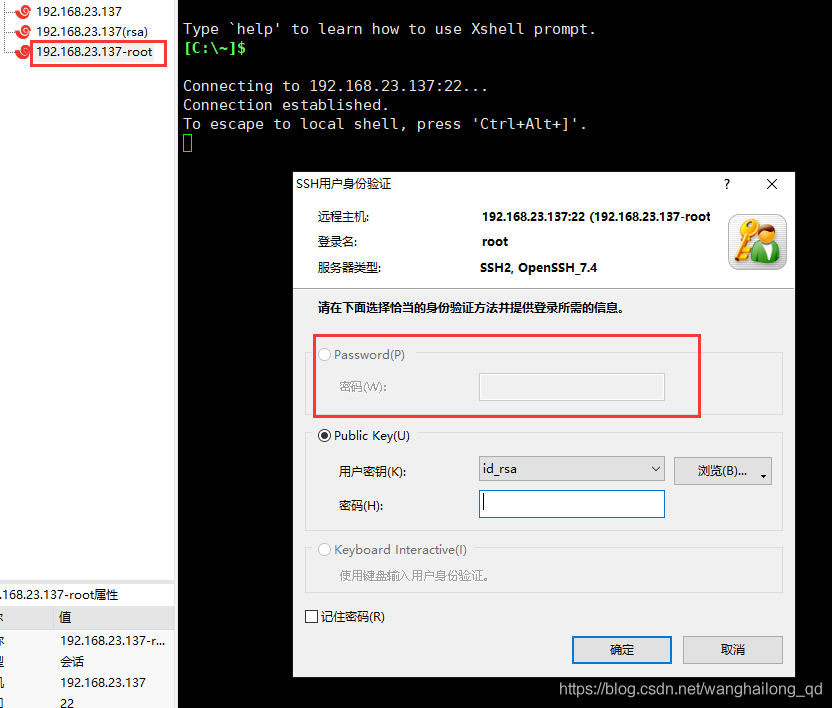 192.168.23.137
192.168.23.137(rsa)
192.168.23.137-root
Type `help' to learn how to use Xshell prompt.
[C:\~]$
Connecting to 192.168.23.137:22...
Connection established.
To escape to local shell, press 'Ctrl+Alt+]'.
SSH用户身份验证
?
远程主机:
192.168.23.137:22 (192.168.23.137-root
登录名:
root
服务器类型:
SSH2, OpenSSH_7.4
请在下面选择恰当的身份验证方法并提供登录所需的信息。
Password(P)
密码(W):
Public Key(U)
用户密钥(K):
id_rsa
浏览(B)...
密码(H):
Keyboard Interactive(I)
使用键盘输入用户身份验证。
记住密码(R)
确定
取消
.168.23.137-root属性
值
192.168.23.137-r...
会话
192.168.23.137
22
https://blog.csdn.net/wanghailong_qd